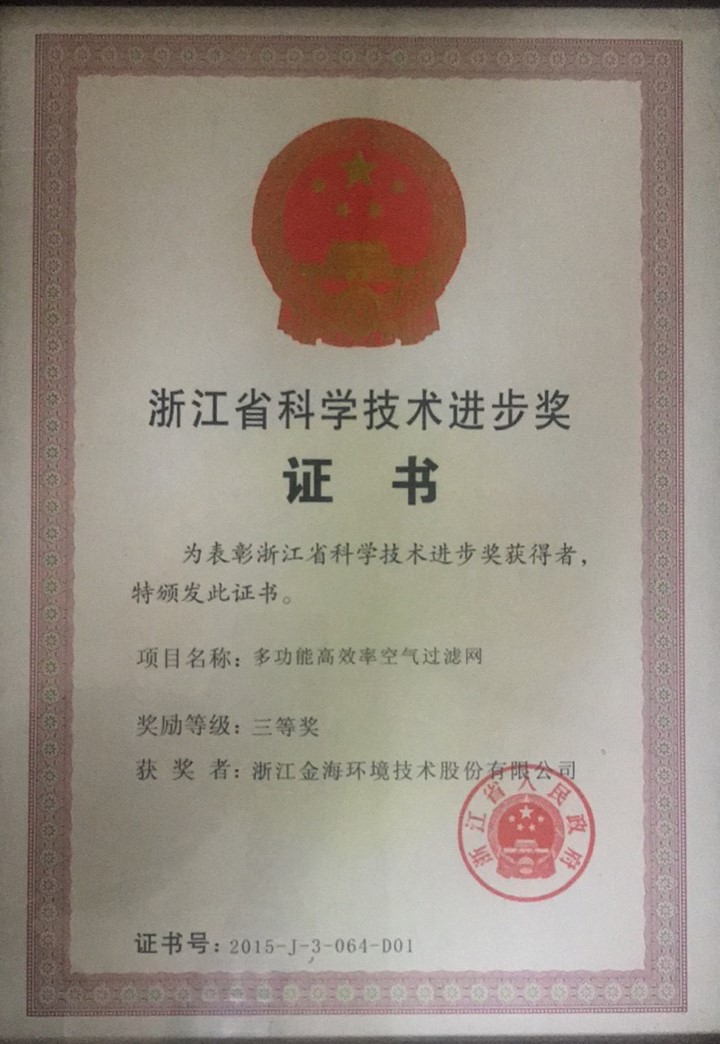 浙江省科学技术进步奖
证 书
为表彰浙江省科学技术进步奖获得者，
特颁发此证书。
项目名称：多功能高效率空气过滤网
奖励等级：三等奖
获 奖 者：浙江金海环境技术股份有限公司
浙江省人民政府
证书号：2015-J-3-064-D01